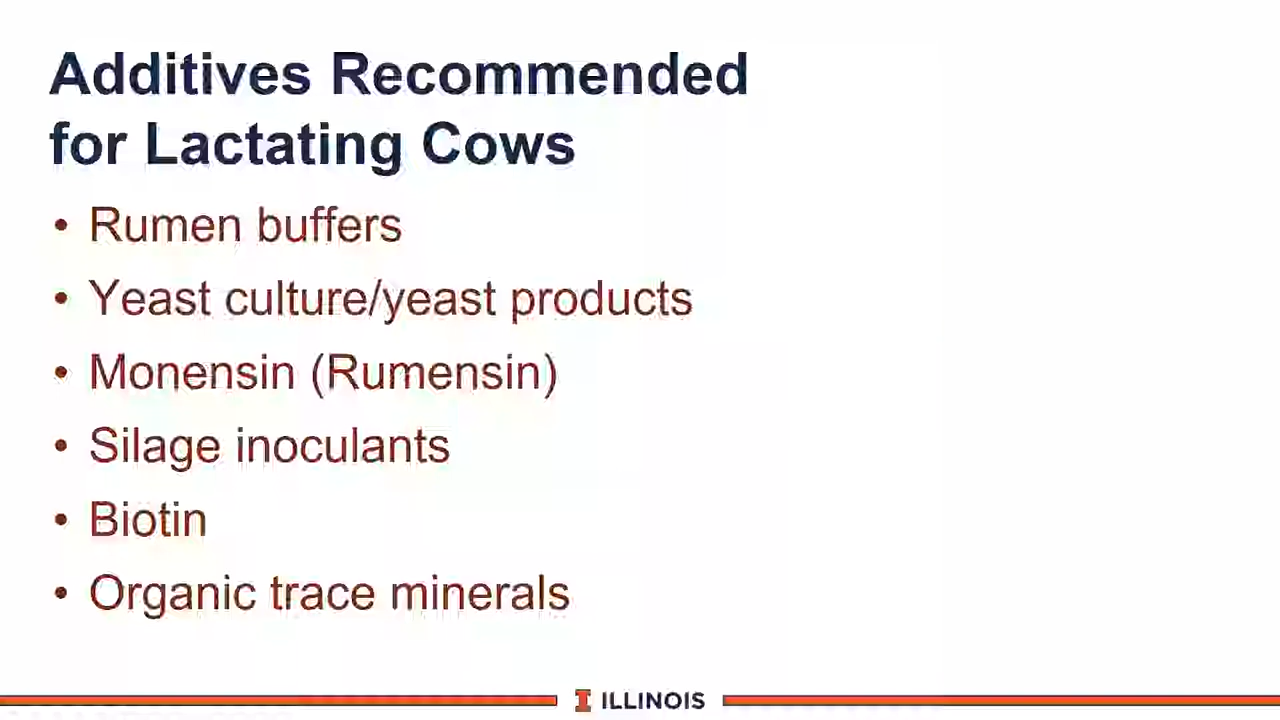 Additives Recommended
for Lactating Cows
• Rumen buffers
• Yeast culture/yeast products
• Monensin (Rumensin)
• Silage inoculants
• Biotin
• Organic trace minerals
I ILLINOIS